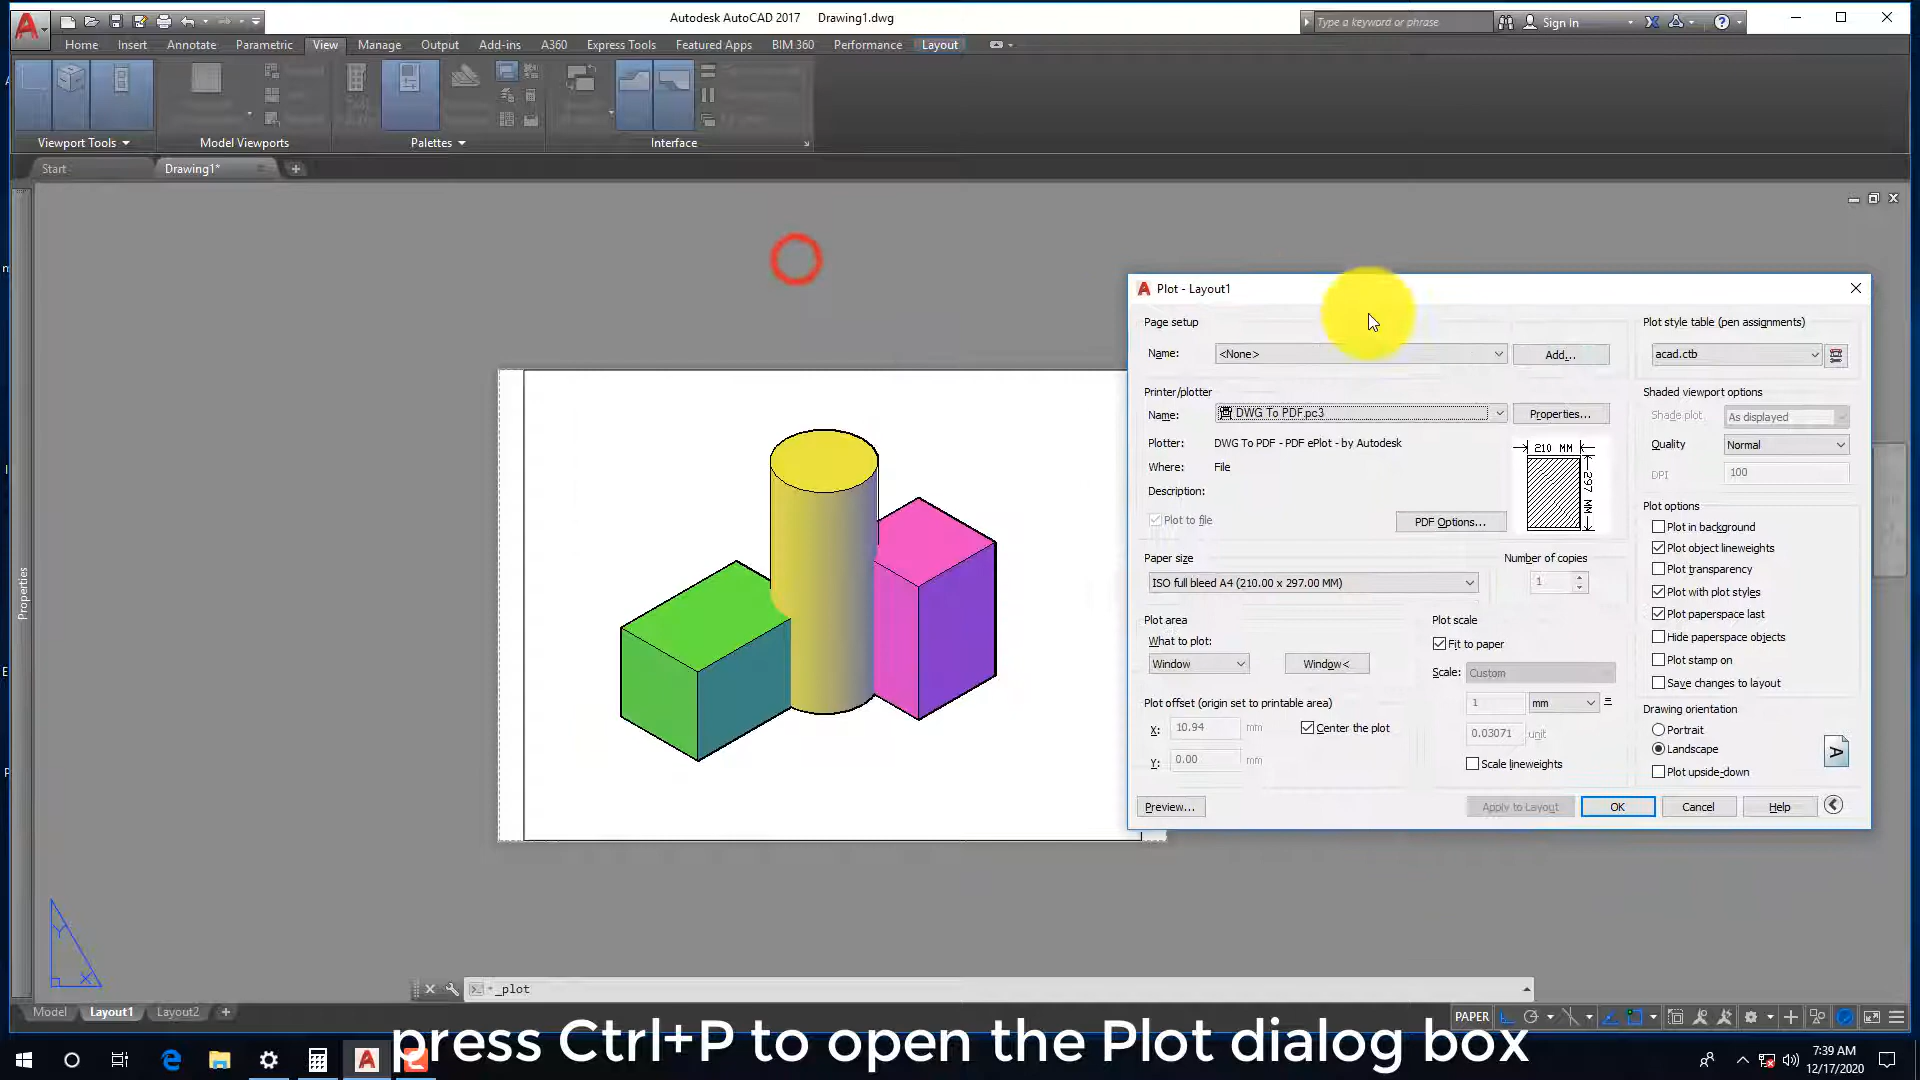 Autodesk AutoCAD 2017 Drawing1.dwg
Type a keyword or phrase
Sign In
Home Insert Annotate Parametric View Manage Output Add-ins A360 Express Tools Featured Apps BIM 360 Performance Layout
Viewport Tools Model Viewports Palettes Interface
Start Drawing1*
Properties
Plot - Layout1
Page setup
Name: <None> Add...
Printer/plotter
Name: DWG To PDF.pc3 Properties...
Plotter: DWG To PDF - PDF ePlot - by Autodesk
Where: File
Description:
Plot to file PDF Options...
210 MM
297 MM
Paper size
ISO full bleed A4 (210.00 x 297.00 MM)
Number of copies
1
Plot area
What to plot:
Window Window<
Plot offset (origin set to printable area)
X: 10.94 mm
Center the plot
Y: 0.00 mm
Plot scale
Fit to paper
Scale: Custom
1 mm =
0.03071 unit
Scale lineweights
Plot style table (pen assignments)
acad.ctb
Shaded viewport options
Shade plot As displayed
Quality Normal
DPI 100
Plot options
Plot in background
Plot object lineweights
Plot transparency
Plot with plot styles
Plot paperspace last
Hide paperspace objects
Plot stamp on
Save changes to layout
Drawing orientation
Portrait
Landscape
Plot upside-down
A
Preview... Apply to Layout OK Cancel Help
Y
X
_plot
Model Layout1 Layout2
PAPER
press Ctrl+P to open the Plot dialog box
7:39 AM
12/17/2020